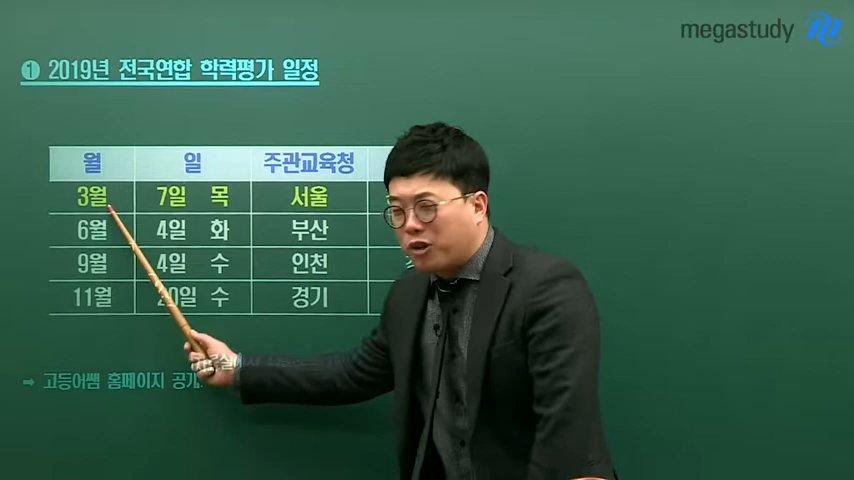 megastudy
❶ 2019년 전국연합 학력평가 일정
월 일 주관교육청
3월 7일 목 서울
6월 4일 화 부산
9월 4일 수 인천
11월 20일 수 경기
➡ 고등어쌤 홈페이지 공개